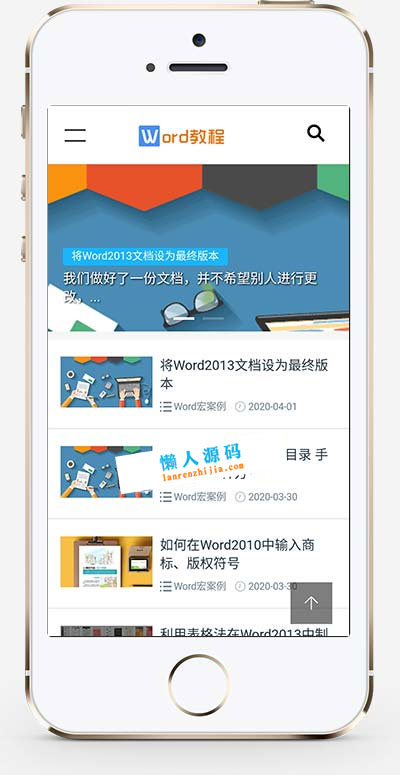 Word教程
将Word2013文档设为最终版本
我们做好了一份文档，并不希望别人进行更
改，...
将Word2013文档设为最终版
本
Word宏案例 2020-04-01
目录 手
懒人源码
lanrenzhijia.com
Word宏案例 2020-03-30
如何在Word2010中输入商
标、版权符号
Word宏案例 2020-03-30
利用表格法在Word2013中制